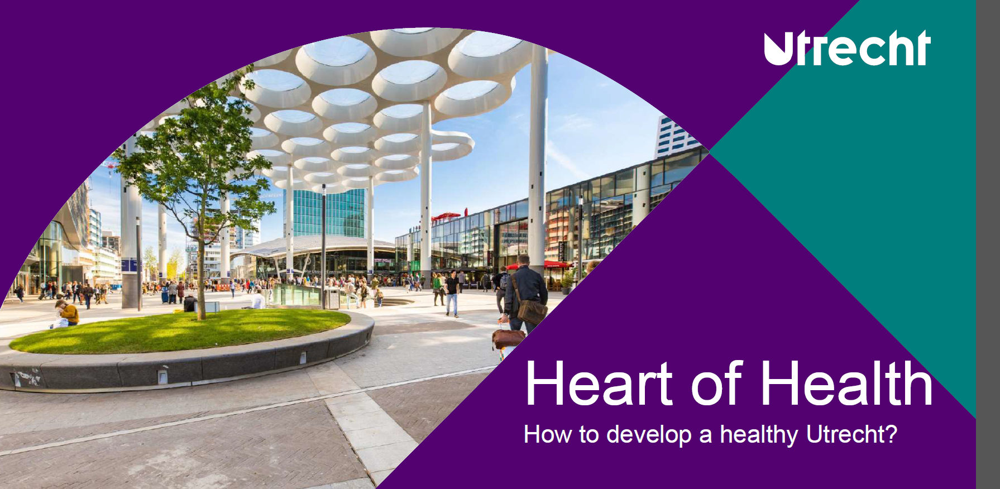 Utrecht
Heart of Health
How to develop a healthy Utrecht?